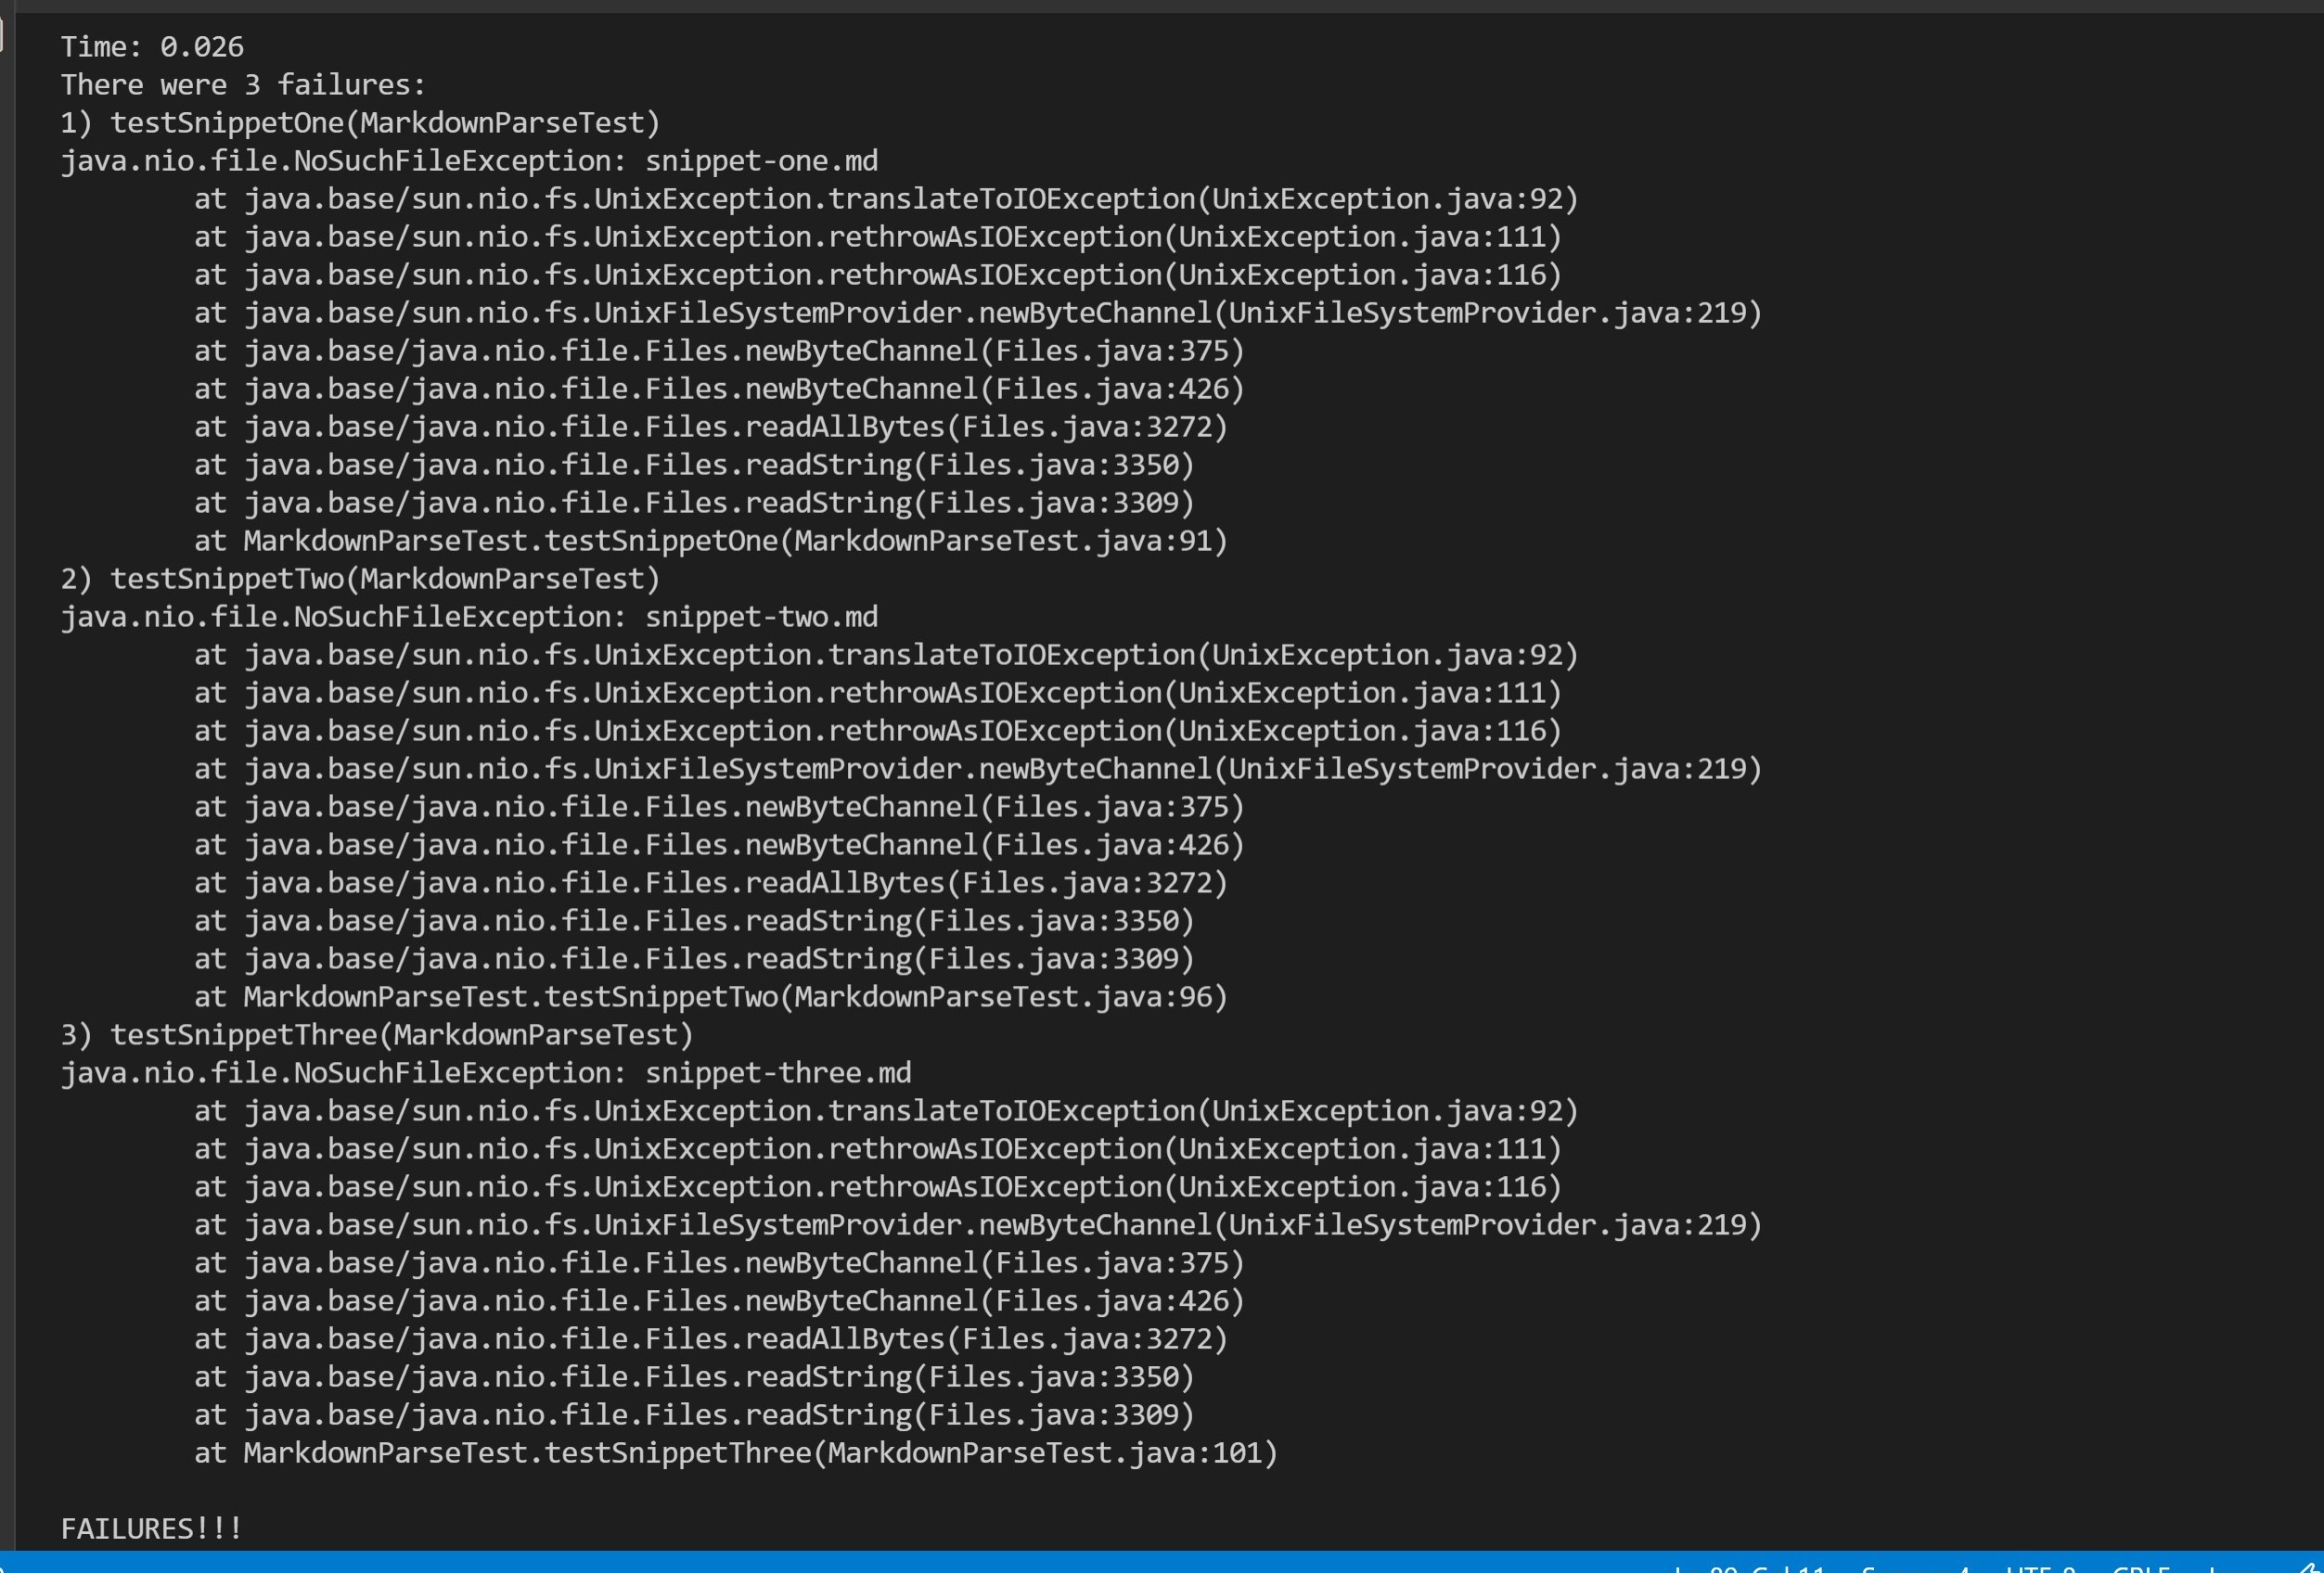 Time: 0.026
There were 3 failures:
1) testSnippetOne(MarkdownParseTest)
java.nio.file.NoSuchFileException: snippet-one.md
        at java.base/sun.nio.fs.UnixException.translateToIOException(UnixException.java:92)
        at java.base/sun.nio.fs.UnixException.rethrowAsIOException(UnixException.java:111)
        at java.base/sun.nio.fs.UnixException.rethrowAsIOException(UnixException.java:116)
        at java.base/sun.nio.fs.UnixFileSystemProvider.newByteChannel(UnixFileSystemProvider.java:219)
        at java.base/java.nio.file.Files.newByteChannel(Files.java:375)
        at java.base/java.nio.file.Files.newByteChannel(Files.java:426)
        at java.base/java.nio.file.Files.readAllBytes(Files.java:3272)
        at java.base/java.nio.file.Files.readString(Files.java:3350)
        at java.base/java.nio.file.Files.readString(Files.java:3309)
        at MarkdownParseTest.testSnippetOne(MarkdownParseTest.java:91)
2) testSnippetTwo(MarkdownParseTest)
java.nio.file.NoSuchFileException: snippet-two.md
        at java.base/sun.nio.fs.UnixException.translateToIOException(UnixException.java:92)
        at java.base/sun.nio.fs.UnixException.rethrowAsIOException(UnixException.java:111)
        at java.base/sun.nio.fs.UnixException.rethrowAsIOException(UnixException.java:116)
        at java.base/sun.nio.fs.UnixFileSystemProvider.newByteChannel(UnixFileSystemProvider.java:219)
        at java.base/java.nio.file.Files.newByteChannel(Files.java:375)
        at java.base/java.nio.file.Files.newByteChannel(Files.java:426)
        at java.base/java.nio.file.Files.readAllBytes(Files.java:3272)
        at java.base/java.nio.file.Files.readString(Files.java:3350)
        at java.base/java.nio.file.Files.readString(Files.java:3309)
        at MarkdownParseTest.testSnippetTwo(MarkdownParseTest.java:96)
3) testSnippetThree(MarkdownParseTest)
java.nio.file.NoSuchFileException: snippet-three.md
        at java.base/sun.nio.fs.UnixException.translateToIOException(UnixException.java:92)
        at java.base/sun.nio.fs.UnixException.rethrowAsIOException(UnixException.java:111)
        at java.base/sun.nio.fs.UnixException.rethrowAsIOException(UnixException.java:116)
        at java.base/sun.nio.fs.UnixFileSystemProvider.newByteChannel(UnixFileSystemProvider.java:219)
        at java.base/java.nio.file.Files.newByteChannel(Files.java:375)
        at java.base/java.nio.file.Files.newByteChannel(Files.java:426)
        at java.base/java.nio.file.Files.readAllBytes(Files.java:3272)
        at java.base/java.nio.file.Files.readString(Files.java:3350)
        at java.base/java.nio.file.Files.readString(Files.java:3309)
        at MarkdownParseTest.testSnippetThree(MarkdownParseTest.java:101)
FAILURES!!!